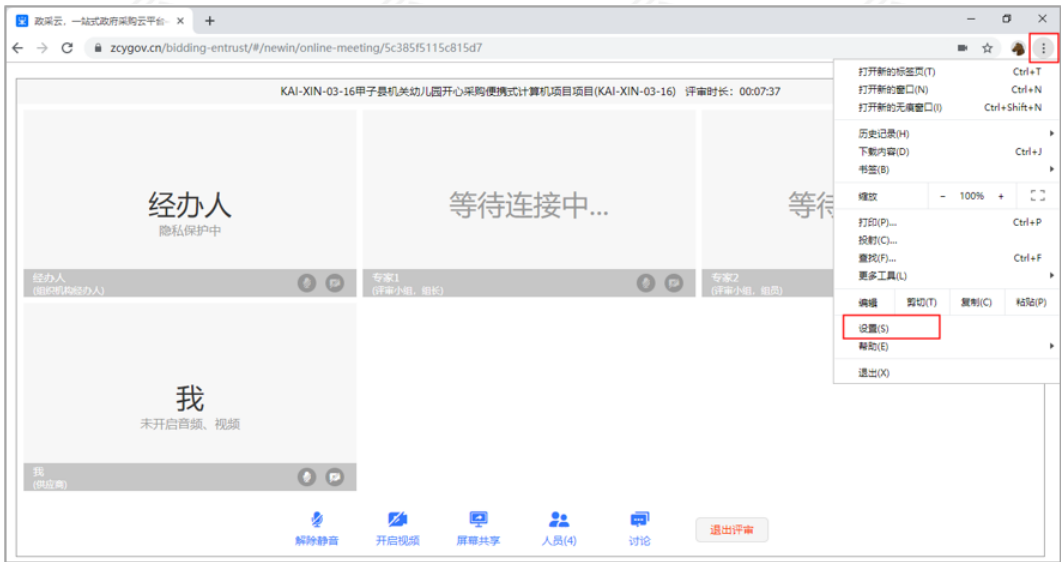 政采云，一站式政府采购云平台-
zcygov.cn/bidding-entrust/#/newin/online-meeting/5c385f5115c815d7
KAI-XIN-03-16甲子县机关幼儿园开心采购便携式计算机项目项目(KAI-XIN-03-16) 评审时长：00:07:37
打开新的标签页(T) Ctrl+T
打开新的窗口(N) Ctrl+N
打开新的无痕窗口(I) Ctrl+Shift+N
历史记录(H)
下载内容(D) Ctrl+J
书签(B)
缩放 - 100% +
打印(P)... Ctrl+P
投射(C)...
查找(F)... Ctrl+F
更多工具(L)
编辑 剪切(T) 复制(C) 粘贴(P)
设置(S)
帮助(E)
退出(X)
经办人
隐私保护中
经办人
(组织机构经办人)
等待连接中...
专家1
(评审小组、组长)
等待
专家2
(评审小组、组员)
我
未开启音频、视频
我
(供应商)
解除静音 开启视频 屏幕共享 人员(4) 讨论 退出评审